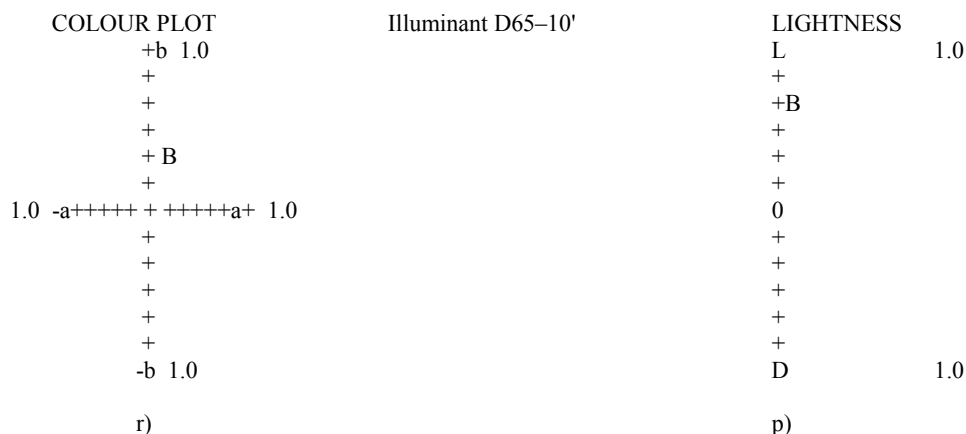 COLOUR PLOT Illuminant D65–10' LIGHTNESS
+b 1.0 L 1.0
+ +
+ +B
+ +
+ B +
+ +
1.0 -a+++++ + +++++a+ 1.0 0
+ +
+ +
+ +
+ +
+ +
-b 1.0 D 1.0
r) p)